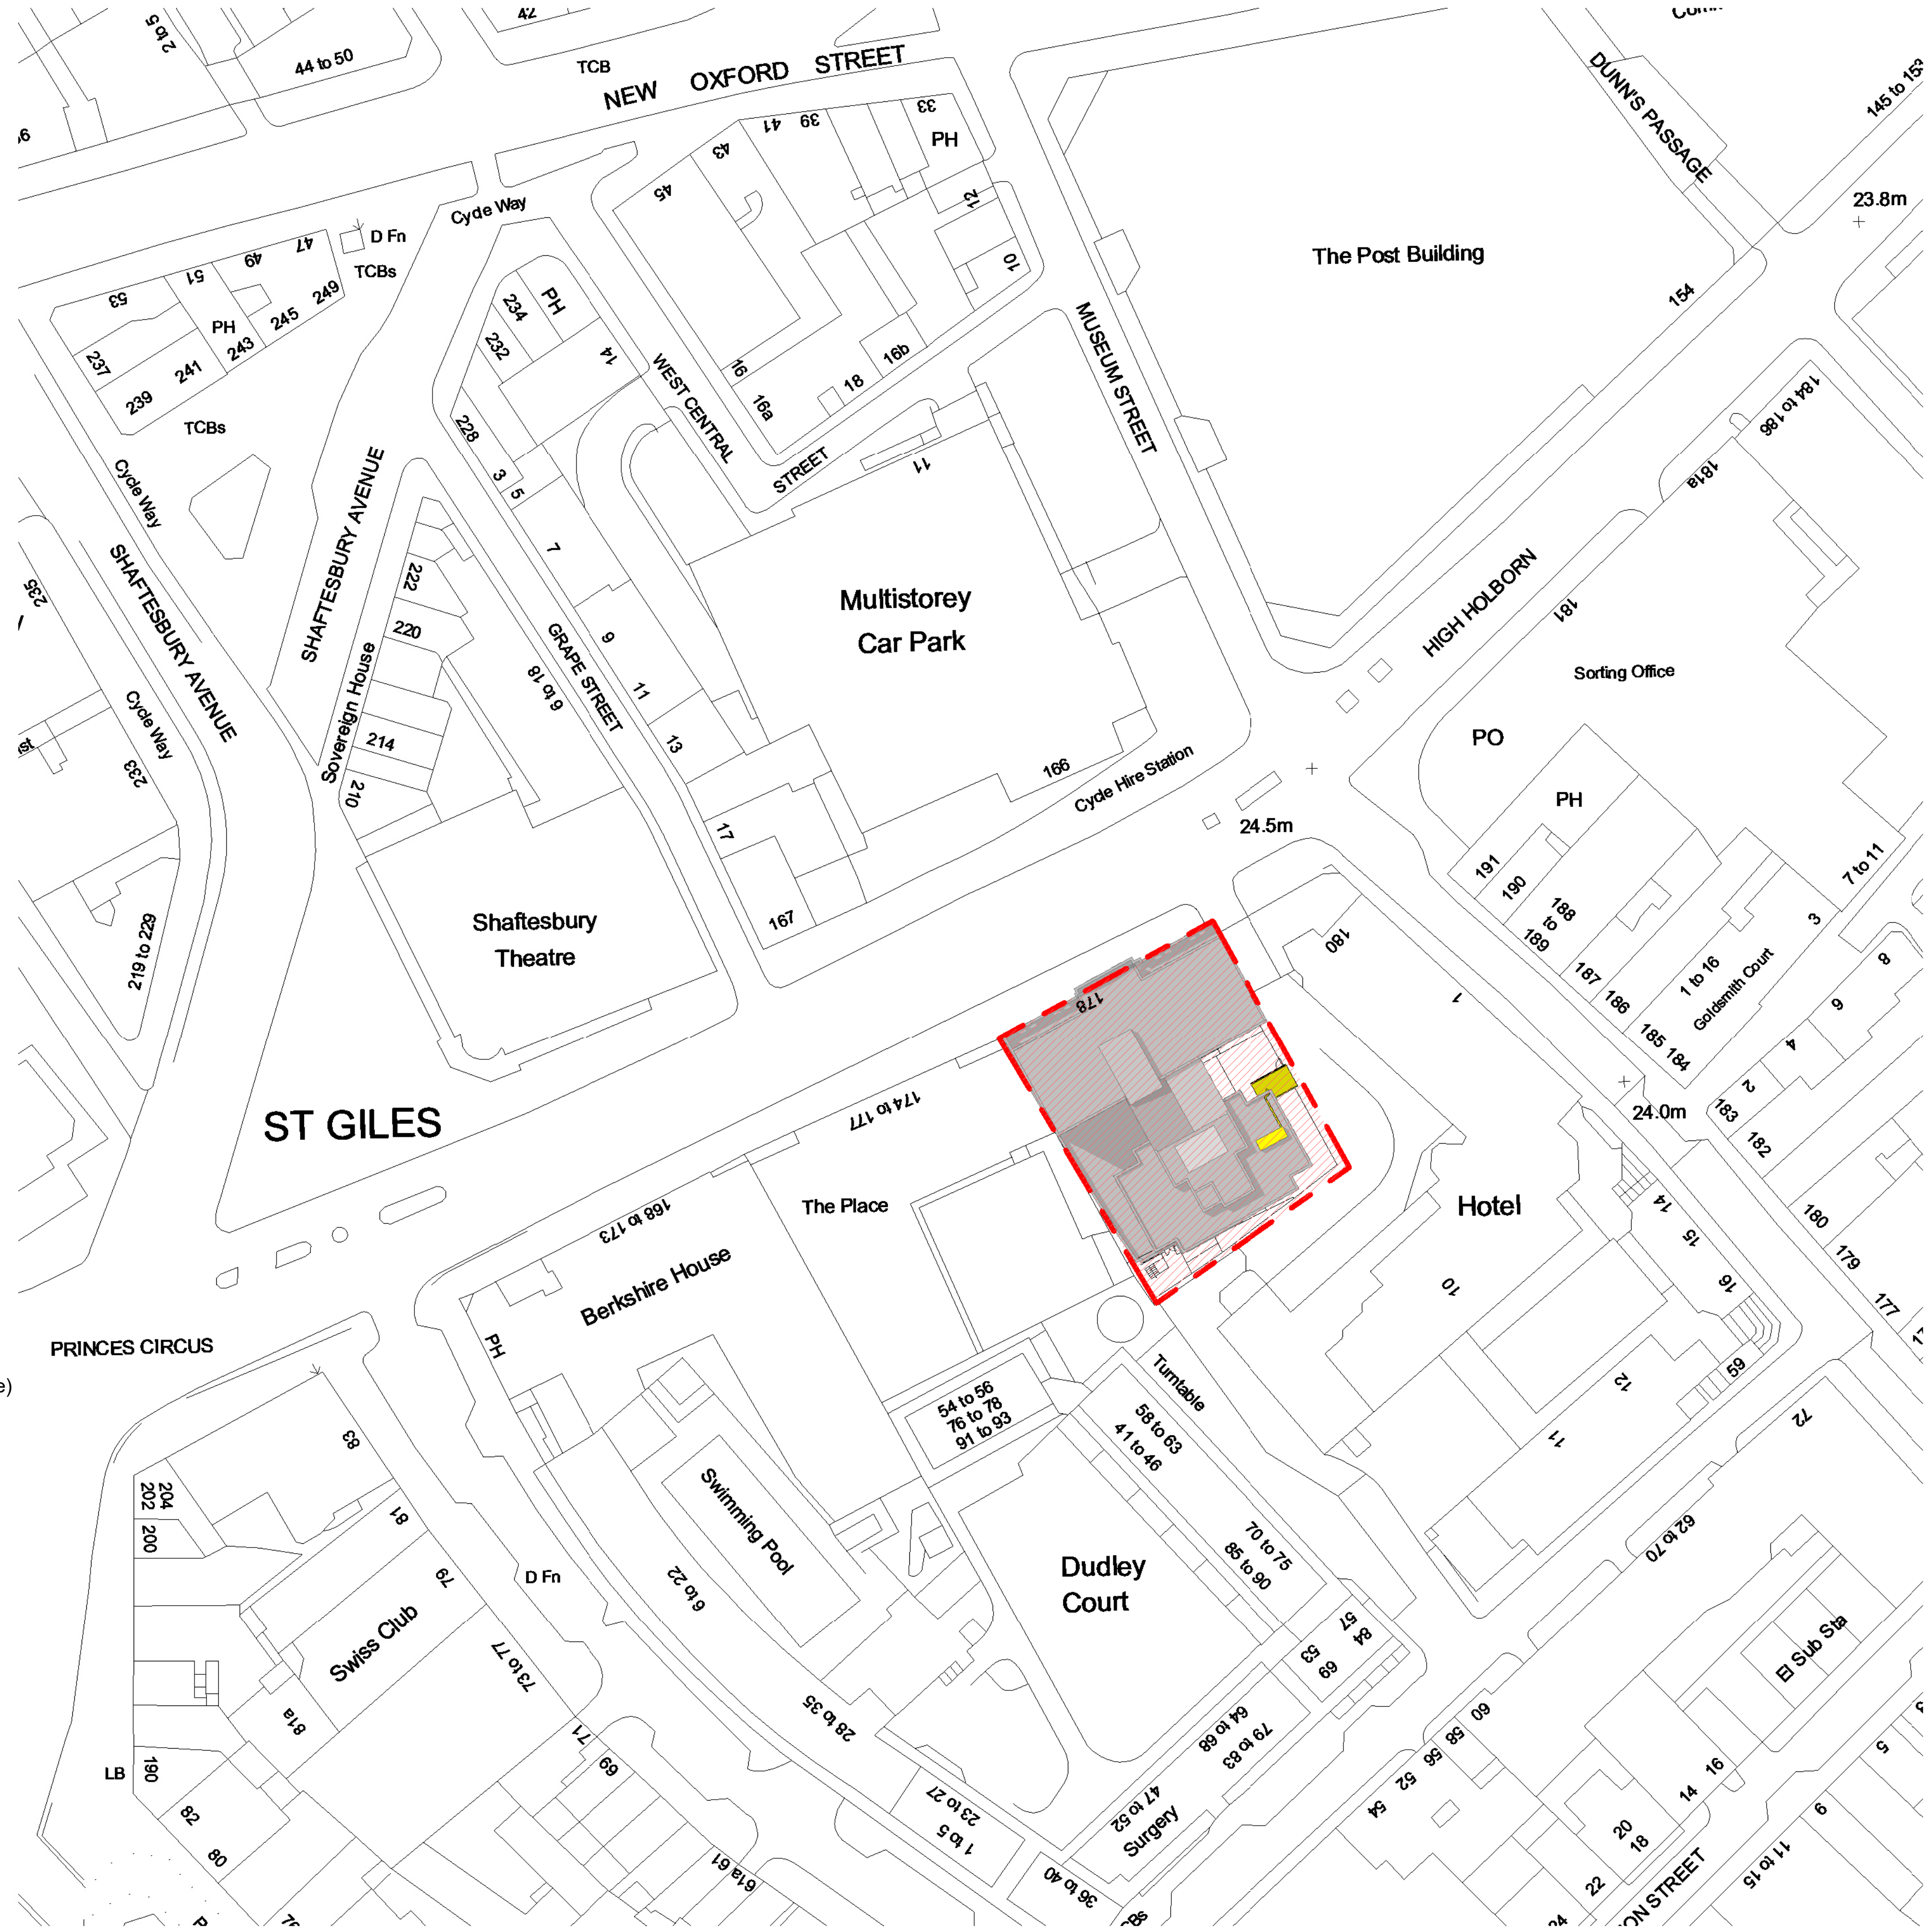 2 to 5
44 to 50
42
TCB
NEW OXFORD STREET
DUNN'S PASSAGE
145 to 153
23.8m
33
PH
39
41
43
45
12
10
Cycle Way
D Fn
TCBs
47
49
51
53
PH
249
245
243
241
239
237
TCBs
The Post Building
154
234
232
PH
14
228
3
5
7
9
11
13
17
167
WEST CENTRAL
STREET
16
16a
18
16b
11
MUSEUM STREET
184 to 186
181a
181
HIGH HOLBORN
Sorting Office
PO
Cycle Way
SHAFTESBURY AVENUE
SHAFTESBURY AVENUE
235
Cycle Way
233
219 to 229
222
220
214
210
Sovereign House
6 to 18
GRAPE STREET
Multistorey
Car Park
166
Cycle Hire Station
24.5m
PH
191
190
188
to
189
187
186
185
184
1 to 16
Goldsmith Court
3
7 to 11
8
6
4
2
183
182
180
179
177
24.0m
Shaftesbury
Theatre
180
1
178
174 to 177
ST GILES
168 to 173
The Place
Berkshire House
PH
Hotel
10
14
15
16
59
12
11
72
PRINCES CIRCUS
e)
83
204
202
200
81
79
Swiss Club
73 to 77
D Fn
81a
71
69
LB
190
82
80
61a 61
Swimming Pool
6 to 22
28 to 35
23 to 27
1 to 5
54 to 56
76 to 78
91 to 93
Turntable
58 to 63
41 to 46
70 to 75
85 to 90
Dudley
Court
57
84
53
69
64 to 68
79 to 83
47 to 52
Surgery
36 to 40
62 to 70
El Sub Sta
60
58
56
52
54
16
14
20
18
22
5
9
11 to 15
ON STREET